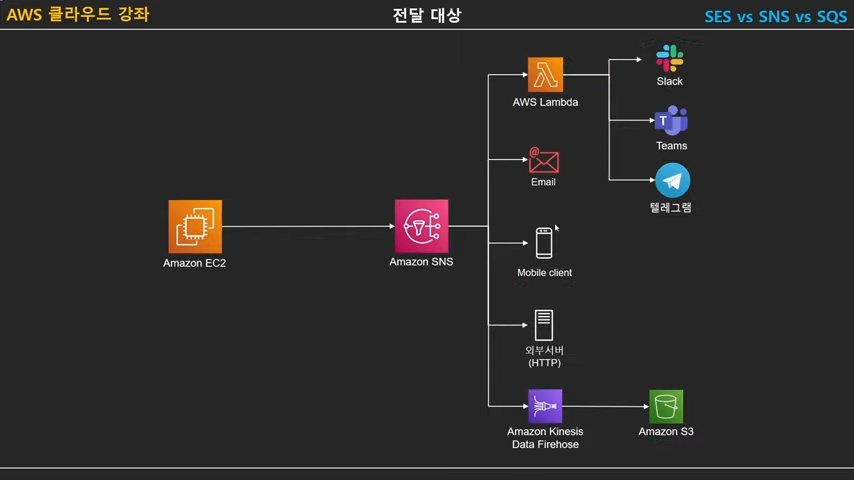 AWS 클라우드 강좌
전달 대상
SES vs SNS vs SQS
Slack
AWS Lambda
T
Teams
@
Email
텔레그램
Amazon EC2
Amazon SNS
Mobile client
외부서버
(HTTP)
Amazon Kinesis
Data Firehose
Amazon S3